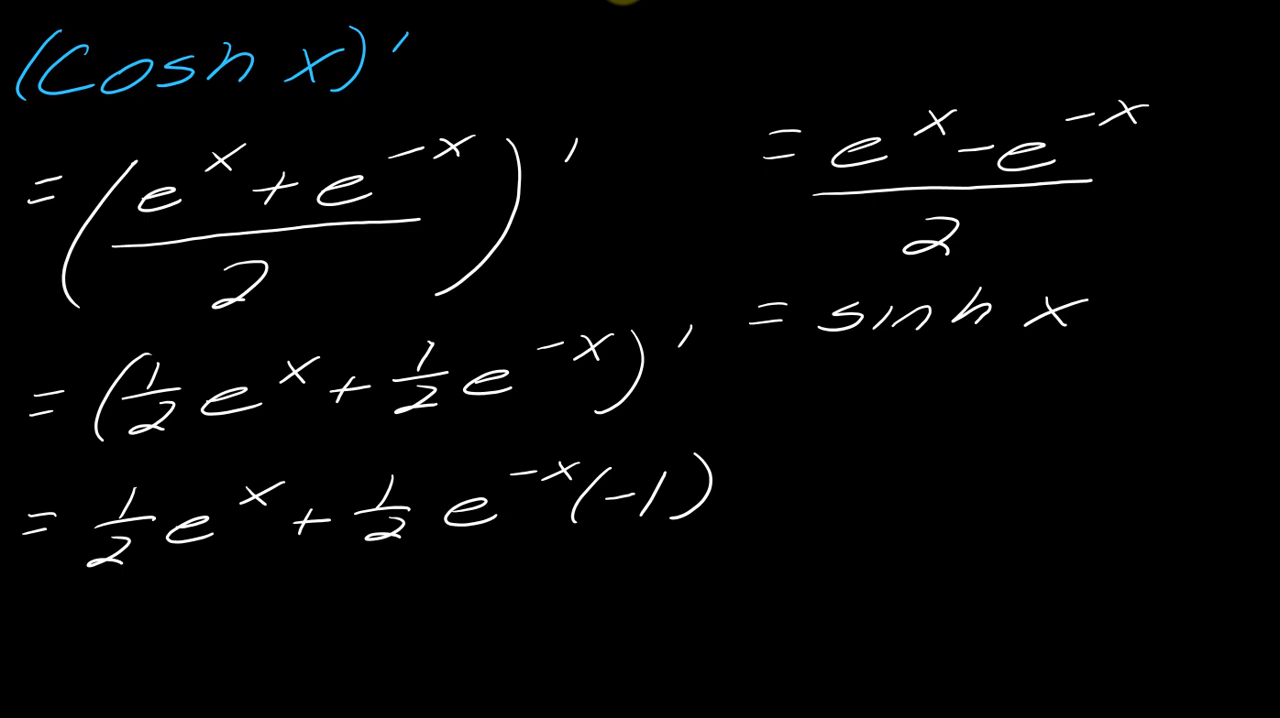 (Cosh x)'
= ((e^x + e^-x)/2)'
= (1/2 e^x + 1/2 e^-x)'
= 1/2 e^x + 1/2 e^-x (-1)
= (e^x - e^-x)/2
= sinh x